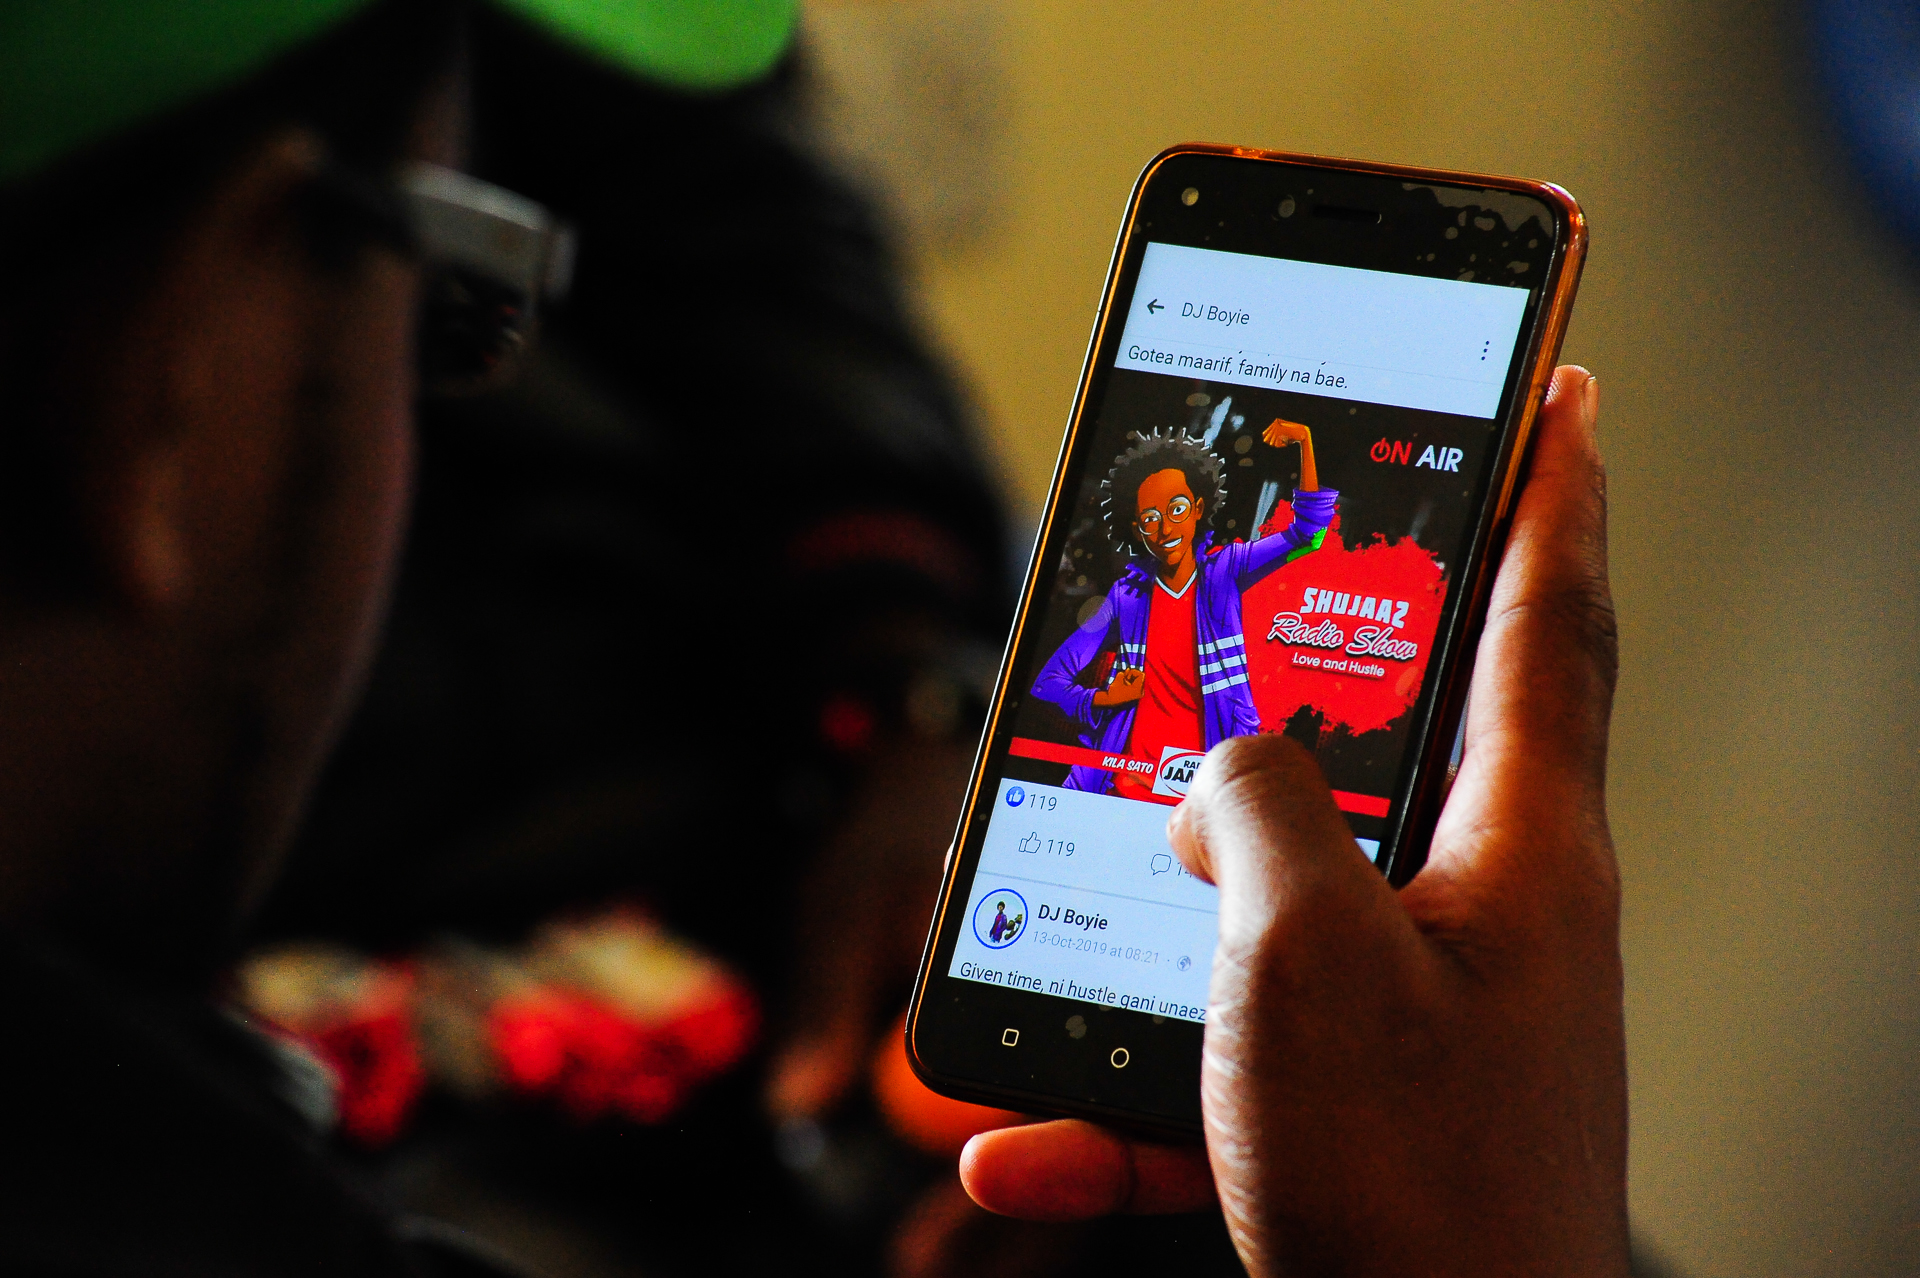 DJ Boyie
Gotea maarif, family na bae.
ON AIR
SHUJAAZ
Radio Show
Love and Hustle
KILA SATO
119
119
DJ Boyie
13-Oct-2019 at 08:21
Given time, ni hustle gani